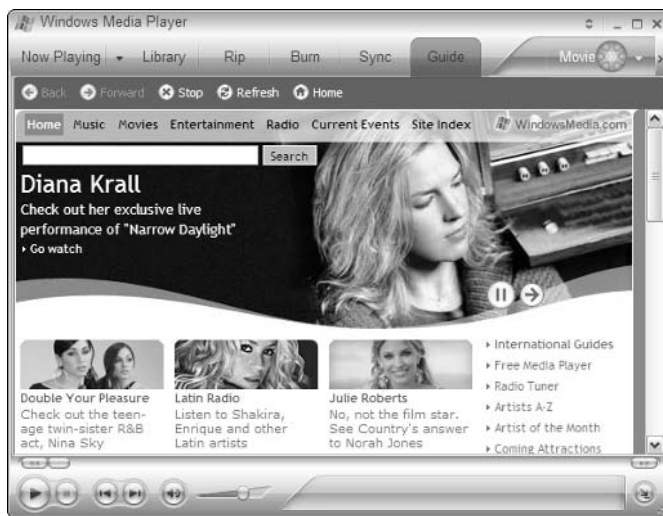 Windows Media Player
Now Playing Library Rip Burn Sync Guide Movie
Back Forward Stop Refresh Home
Home Music Movies Entertainment Radio Current Events Site Index WindowsMedia.com
Search
Diana Krall
Check out her exclusive live
performance of "Narrow Daylight"
Go watch
Double Your Pleasure
Check out the teen-
age twin-sister R&B
act, Nina Sky
Latin Radio
Listen to Shakira,
Enrique and other
Latin artists
Julie Roberts
No, not the film star.
See Country's answer
to Norah Jones
International Guides
Free Media Player
Radio Tuner
Artists A-Z
Artist of the Month
Coming Attractions